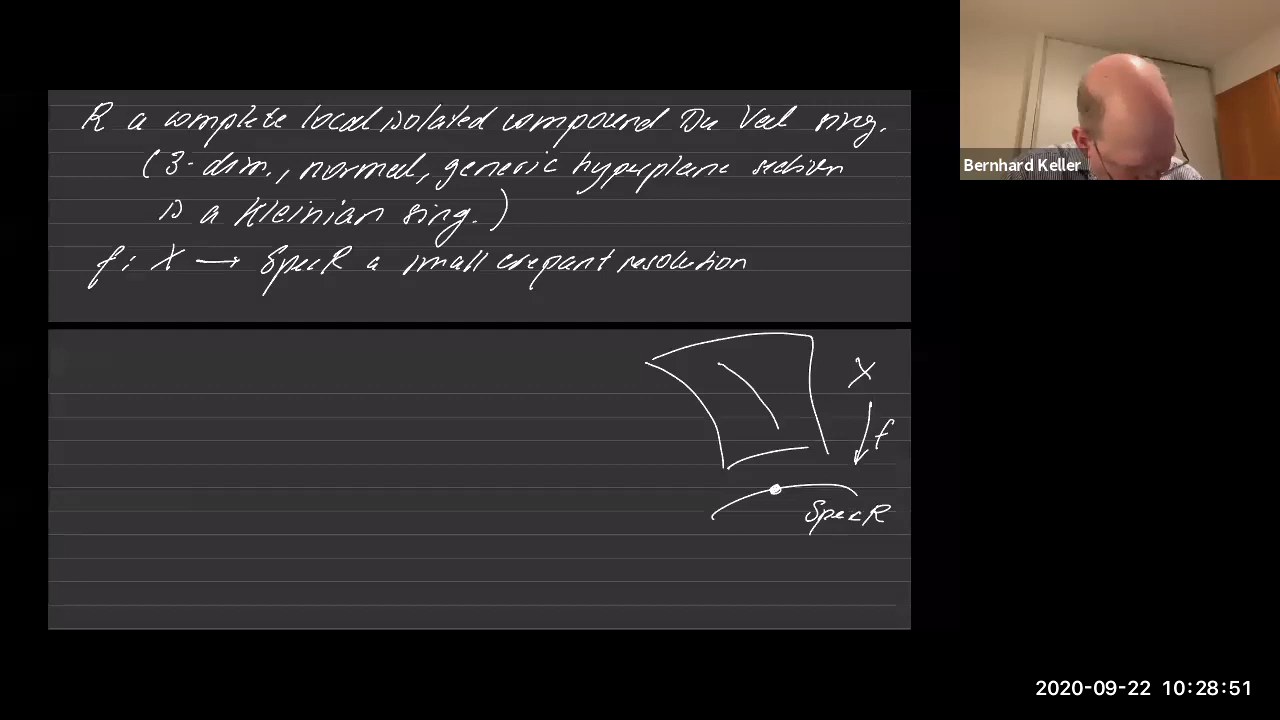 R a complete local isolated compound Du Val sing.
(3-dim., normal, generic hyperplane section
is a Kleinian sing.)
f: X → Spec R a small crepant resolution
X
f
Spec R
Bernhard Keller
2020-09-22 10:28:51